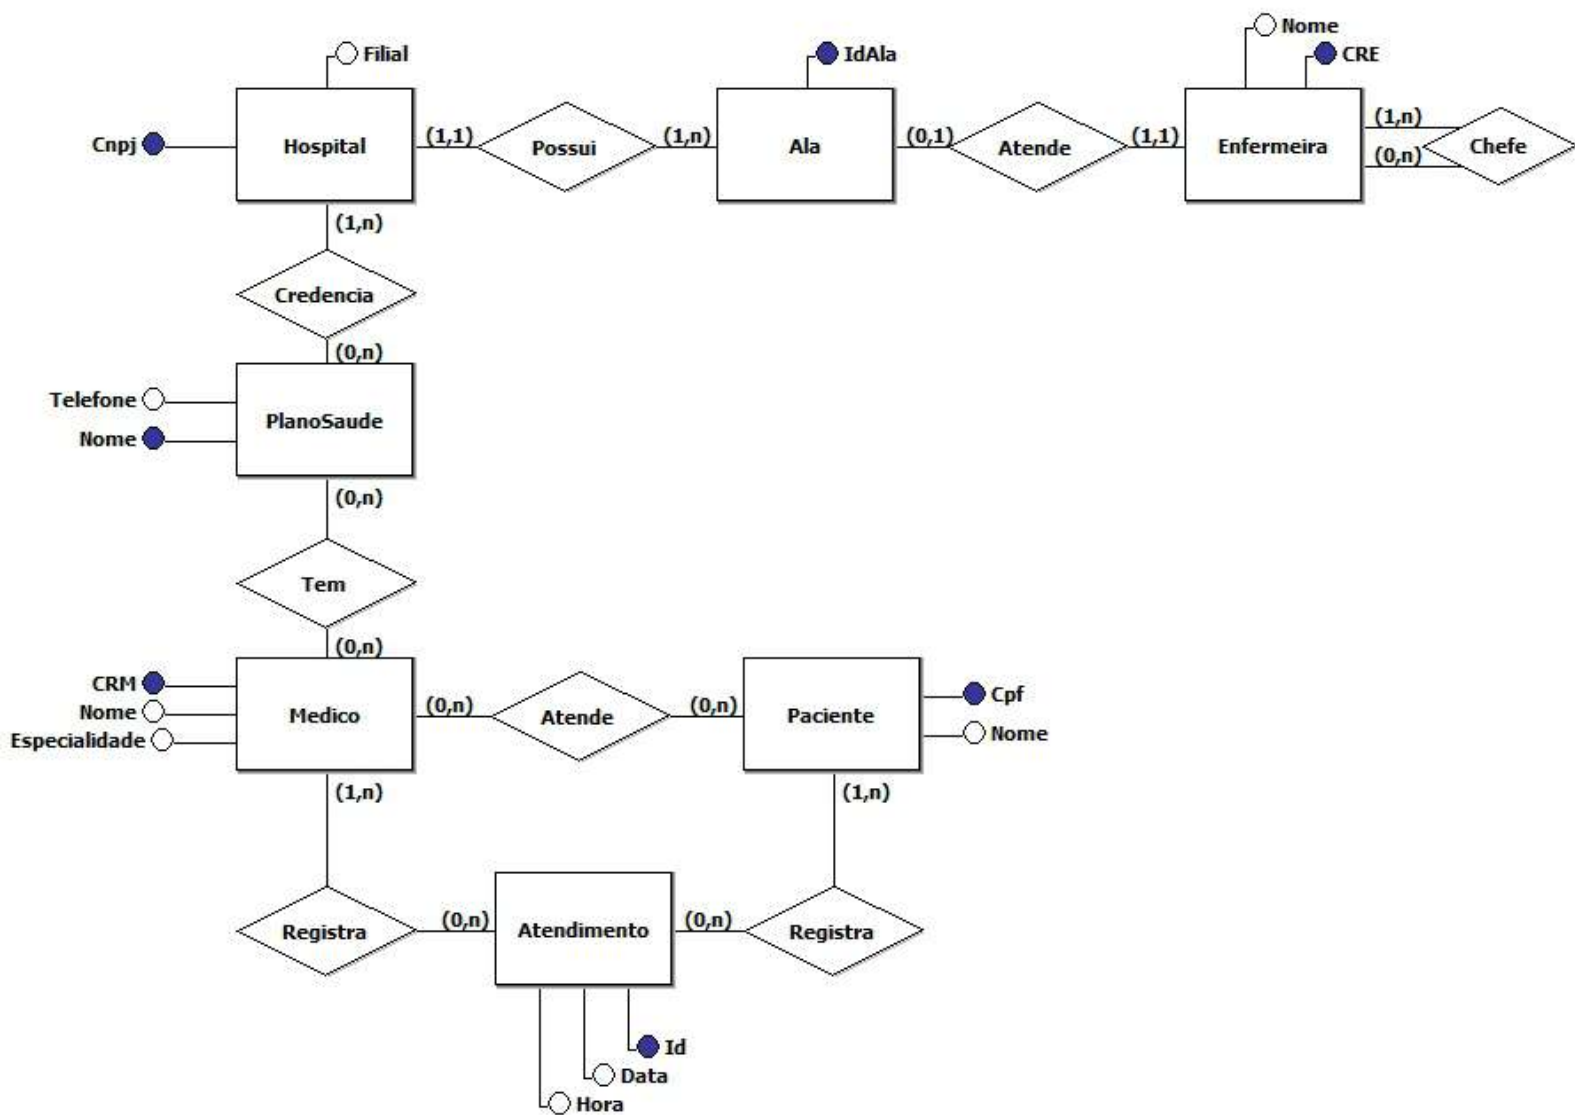 Nome
Filial
IdAla
CRE
Cnpj
Hospital
(1,1)
Possui
(1,n)
Ala
(0,1)
Atende
(1,1)
Enfermeira
(1,n)
(0,n)
Chefe
(1,n)
Credencia
(0,n)
Telefone
Nome
PlanoSaude
(0,n)
Tem
(0,n)
CRM
Nome
Especialidade
Medico
(0,n)
Atende
(0,n)
Paciente
Cpf
Nome
(1,n)
(1,n)
Registra
(0,n)
Atendimento
(0,n)
Registra
Id
Data
Hora